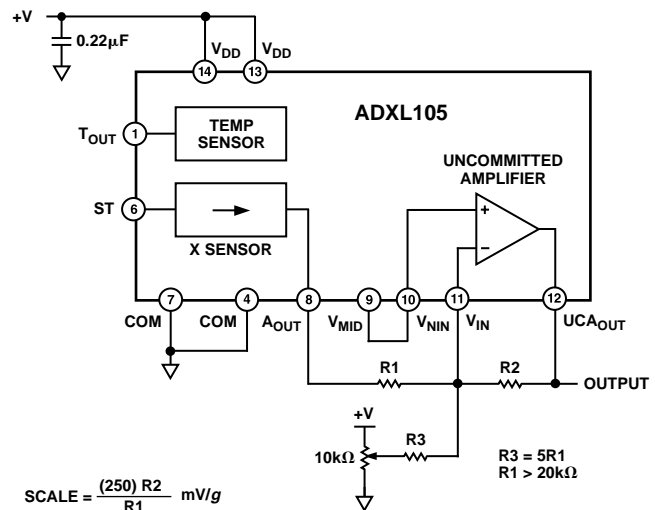 +V
0.22µF
VDD
VDD
14
13
ADXL105
TOUT
1
TEMP
SENSOR
UNCOMMITTED
AMPLIFIER
ST
6
X SENSOR
+
−
7
4
8
9
10
11
12
COM
COM
AOUT
VMID
VNIN
VIN
UCAOUT
R1
R2
OUTPUT
+V
10kΩ
R3
R3 = 5R1
R1 > 20kΩ
SCALE = (250) R2 / R1 mV/g